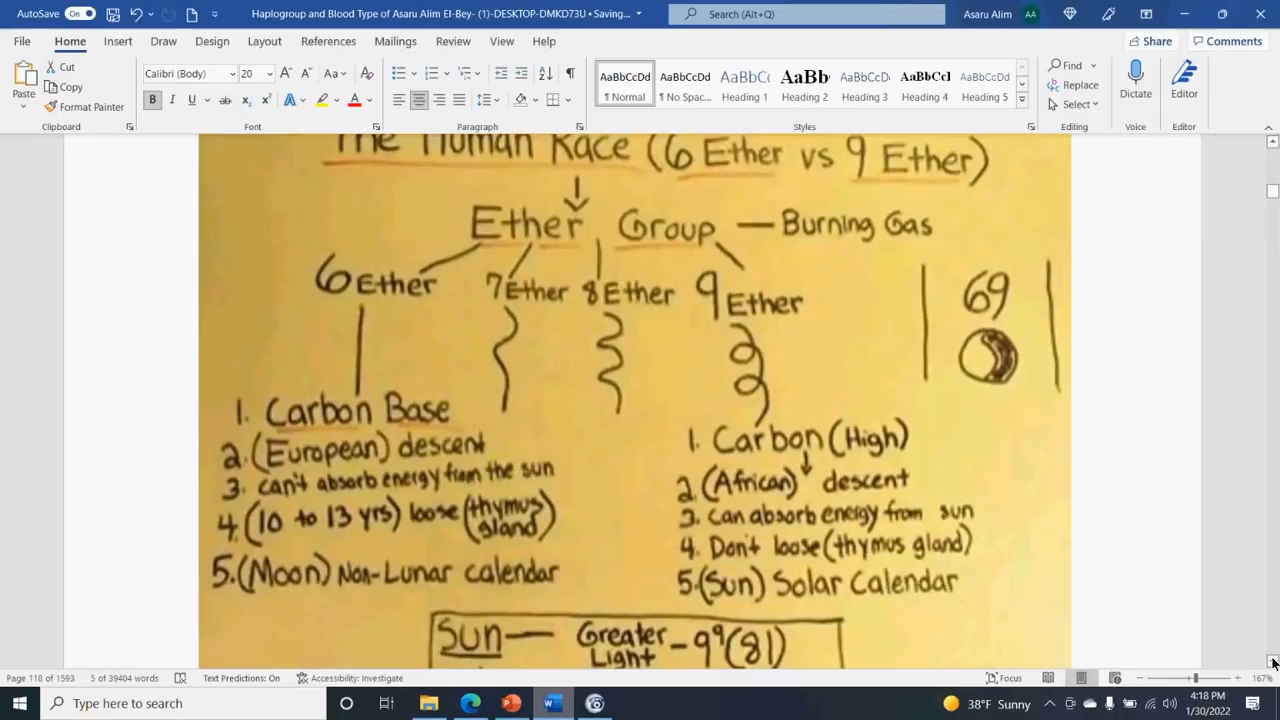 AutoSave On Haplogroup and Blood Type of Asaru Alim El-Bey- (1)-DESKTOP-DMKD73U • Saving... Search (Alt+Q) Asaru Alim AA
File Home Insert Draw Design Layout References Mailings Review View Help Share Comments
Paste Cut Copy Format Painter
Calibri (Body) 20
AaBbCcDd AaBbCcDd AaBbCc AaBb AaBbCcDd AaBbCcI AaBbCcDd
¶ Normal ¶ No Spac... Heading 1 Heading 2 Heading 3 Heading 4 Heading 5
Find Replace Select
Dictate Editor
Clipboard Font Paragraph Styles Editing Voice Editor
The Human Race (6 Ether vs 9 Ether)
Ether Group — Burning Gas
6 Ether 7 Ether 8 Ether 9 Ether 69
1. Carbon Base
2. (European) descent
3. can't absorb energy from the sun
4. (10 to 13 yrs) loose (thymus gland)
5. (Moon) Non-Lunar calendar
1. Carbon (High)
2. (African) descent
3. Can absorb energy from sun
4. Don't loose (thymus gland)
5. (Sun) Solar Calendar
Sun — Greater Light - 9⁹ (81)
Page 118 of 1593 5 of 39404 words Text Predictions: On Accessibility: Investigate Focus 167%
Type here to search 38°F Sunny 4:18 PM
1/30/2022